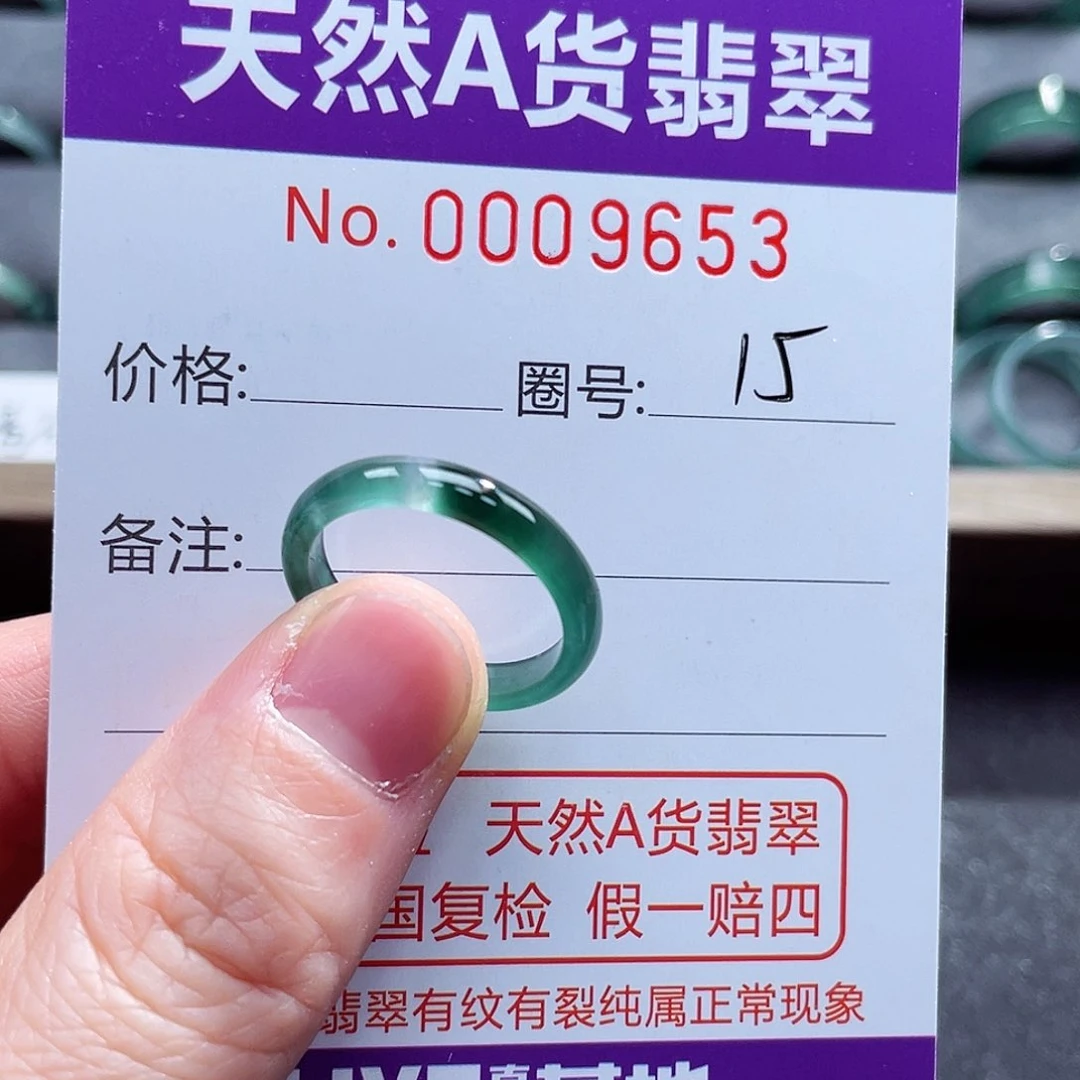 天然A货翡翠
No. 0009653
价格: 圈号: 15
备注:
天然A货翡翠
国复检 假一赔四
翡翠有纹有裂纯属正常现象